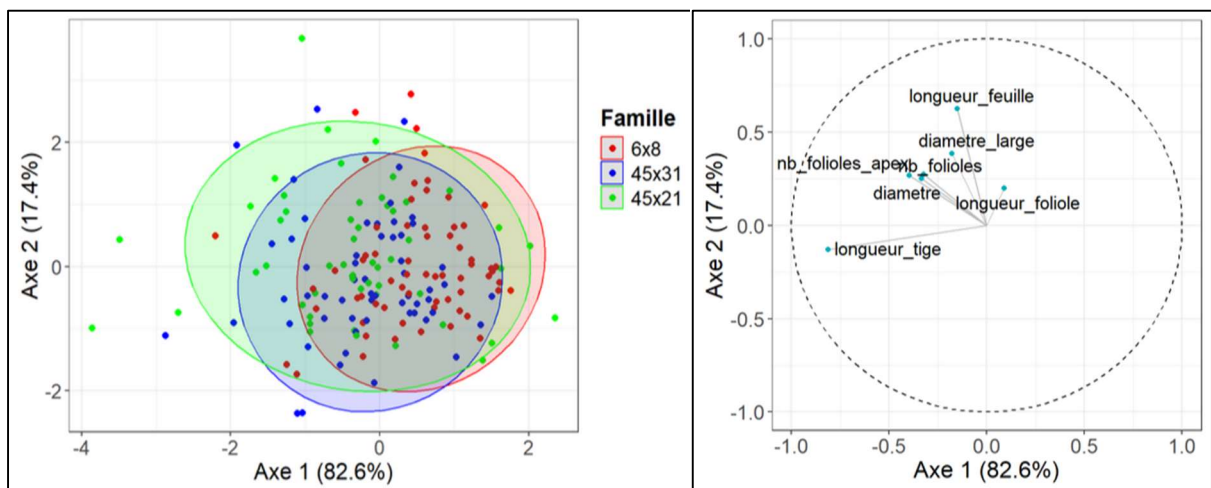 Axe 2 (17.4%)
2
0
-2
-4
-2
0
2
Axe 1 (82.6%)
Famille
6x8
45x31
45x21
Axe 2 (17.4%)
1.0
0.5
0.0
-0.5
-1.0
longueur_feuille
diametre_large
nb_folioles_apex
nb_folioles
diametre
longueur_foliole
longueur_tige
-1.0
-0.5
0.0
0.5
1.0
Axe 1 (82.6%)